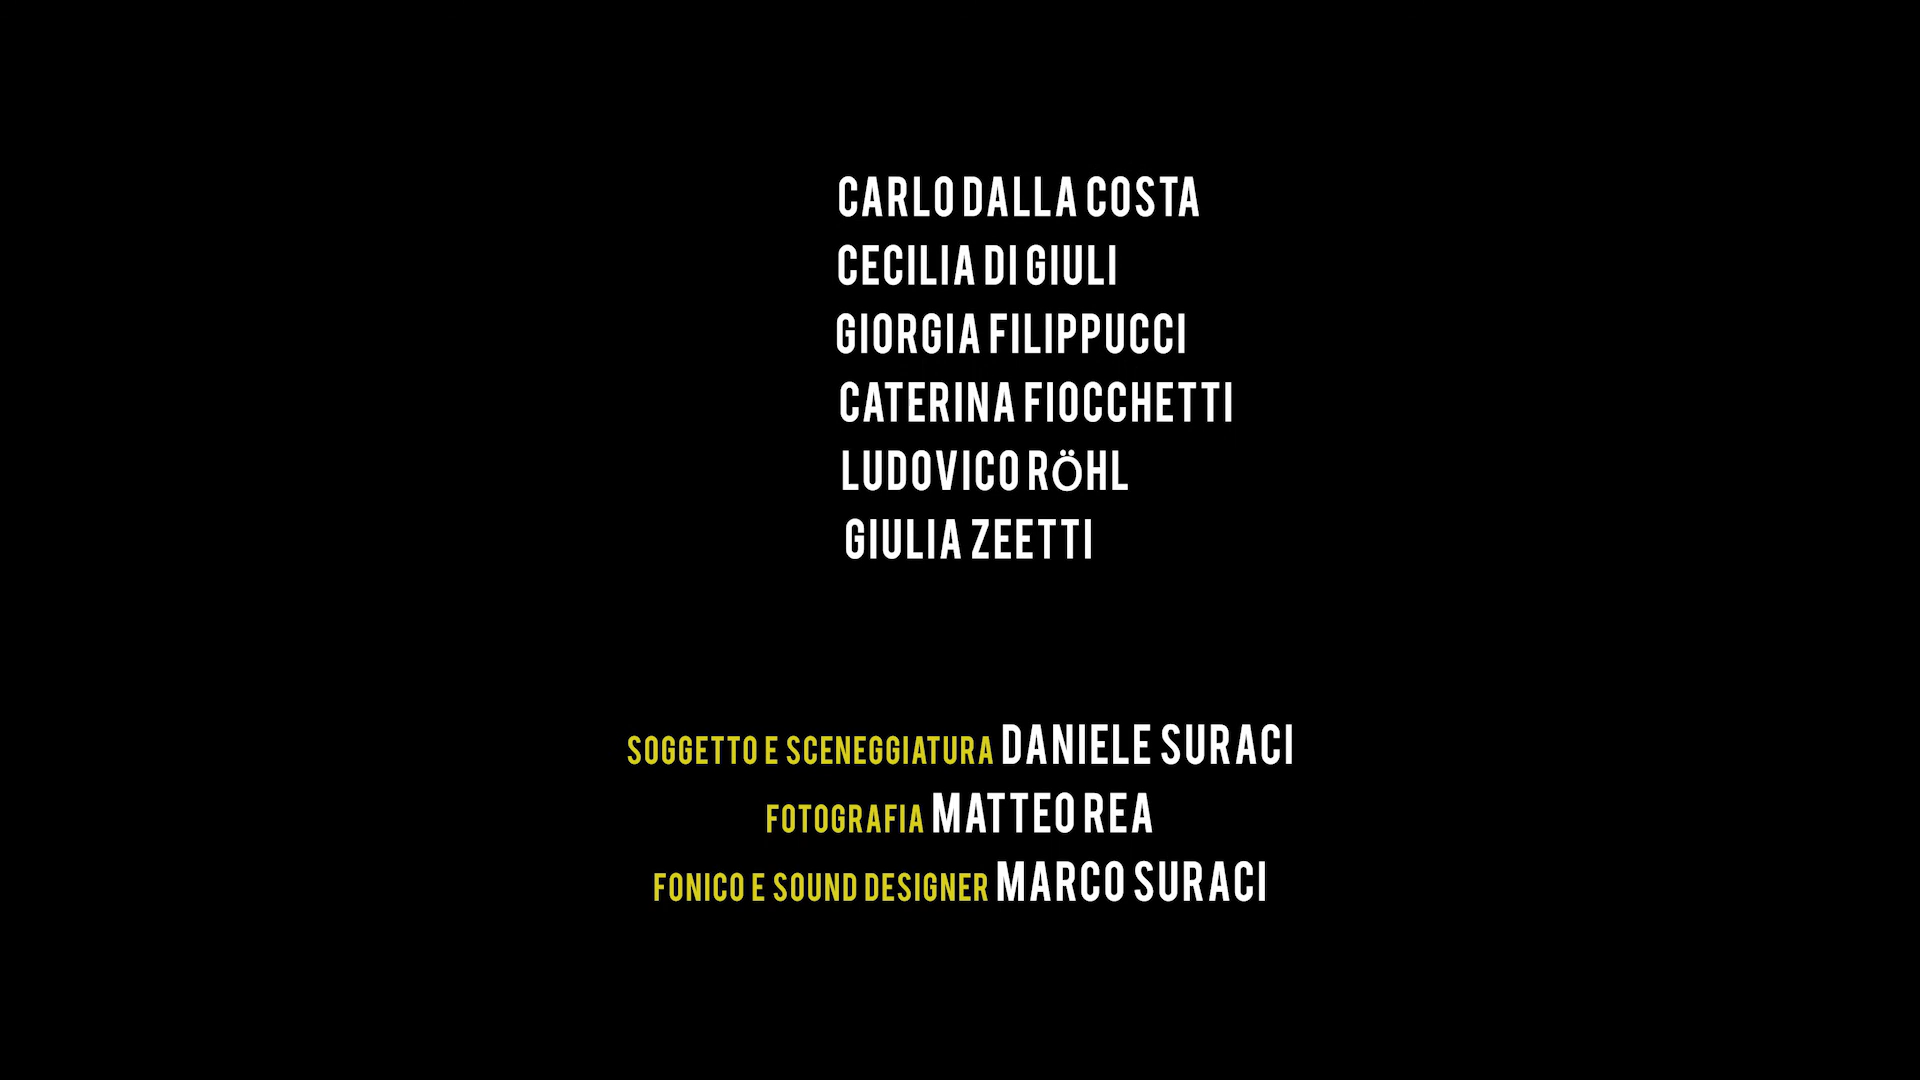 CARLO DALLA COSTA
CECILIA DI GIULI
GIORGIA FILIPPUCCI
CATERINA FIOCCHETTI
LUDOVICO RÖHL
GIULIA ZEETTI
SOGGETTO E SCENEGGIATURA DANIELE SURACI
FOTOGRAFIA MATTEO REA
FONICO E SOUND DESIGNER MARCO SURACI